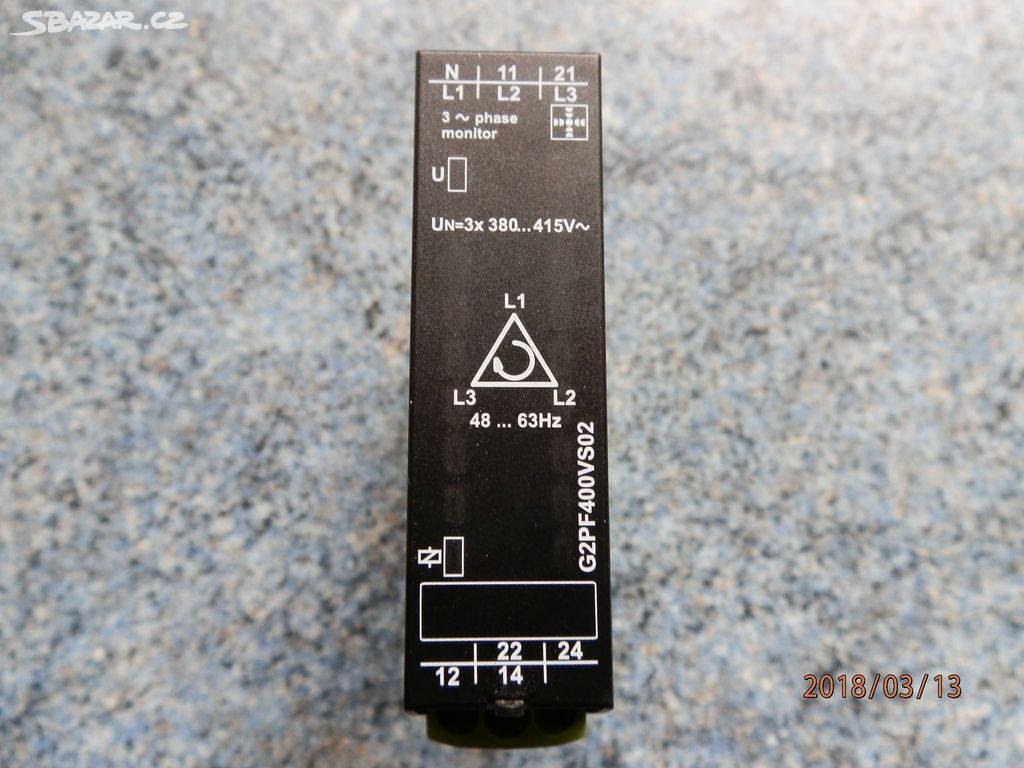 SBAZAR.CZ
N 11 21
L1 L2 L3
3 ~ phase
monitor
U
UN=3x 380...415V~
L1
L3 L2
48 ... 63Hz
G2PF400VS02
22 24
12 14
2018/03/13